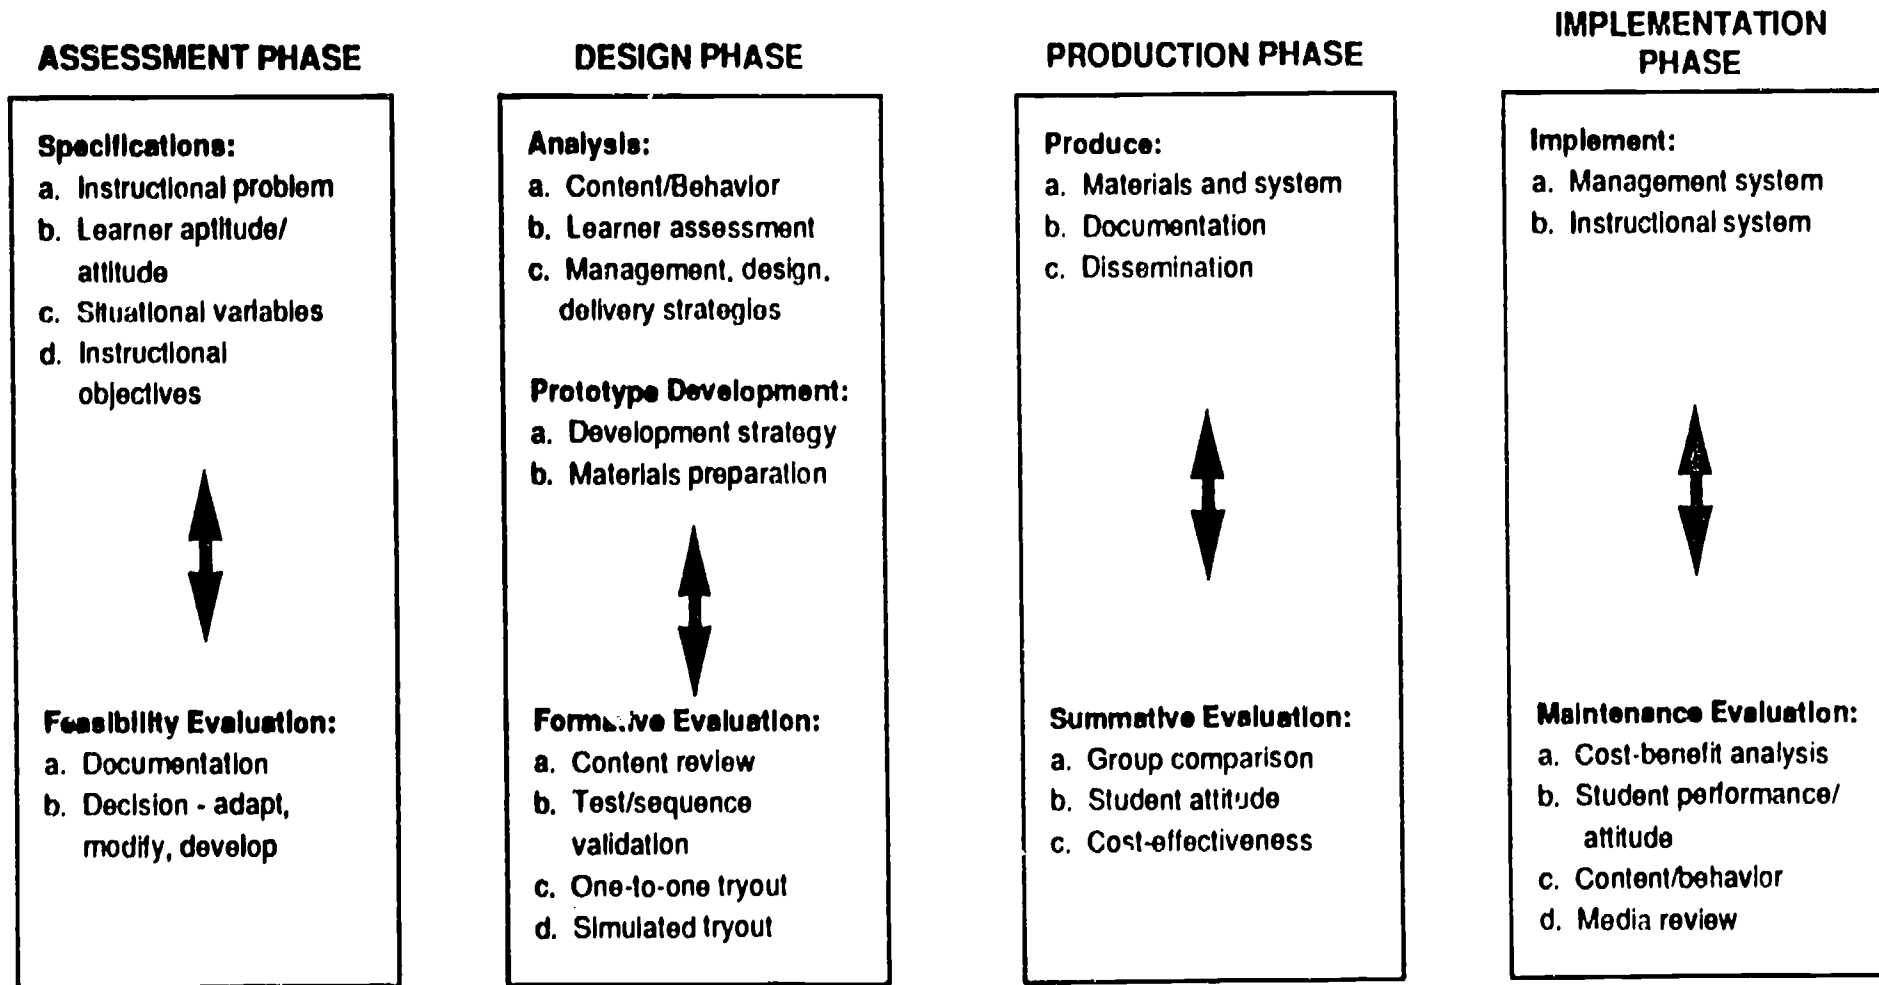 ASSESSMENT PHASE
Specifications:
a. Instructional problem
b. Learner aptitude/
attitude
c. Situational variables
d. Instructional
objectives
Feasibility Evaluation:
a. Documentation
b. Decision - adapt,
modify, develop
DESIGN PHASE
Analysis:
a. Content/Behavior
b. Learner assessment
c. Management, design,
delivery strategies
Prototype Development:
a. Development strategy
b. Materials preparation
Formative Evaluation:
a. Content review
b. Test/sequence
validation
c. One-to-one tryout
d. Simulated tryout
PRODUCTION PHASE
Produce:
a. Materials and system
b. Documentation
c. Dissemination
Summative Evaluation:
a. Group comparison
b. Student attitude
c. Cost-effectiveness
IMPLEMENTATION
PHASE
Implement:
a. Management system
b. Instructional system
Maintenance Evaluation:
a. Cost-benefit analysis
b. Student performance/
attitude
c. Content/behavior
d. Media review